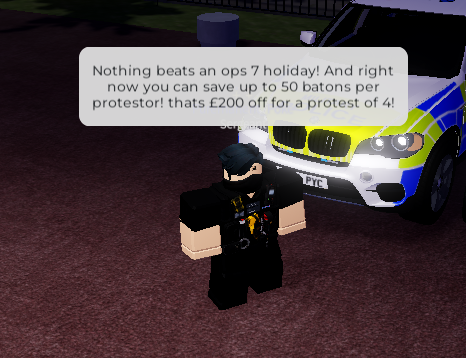 Nothing beats an ops 7 holiday! And right
now you can save up to 50 batons per
protestor! thats £200 off for a protest of 4!
PYC